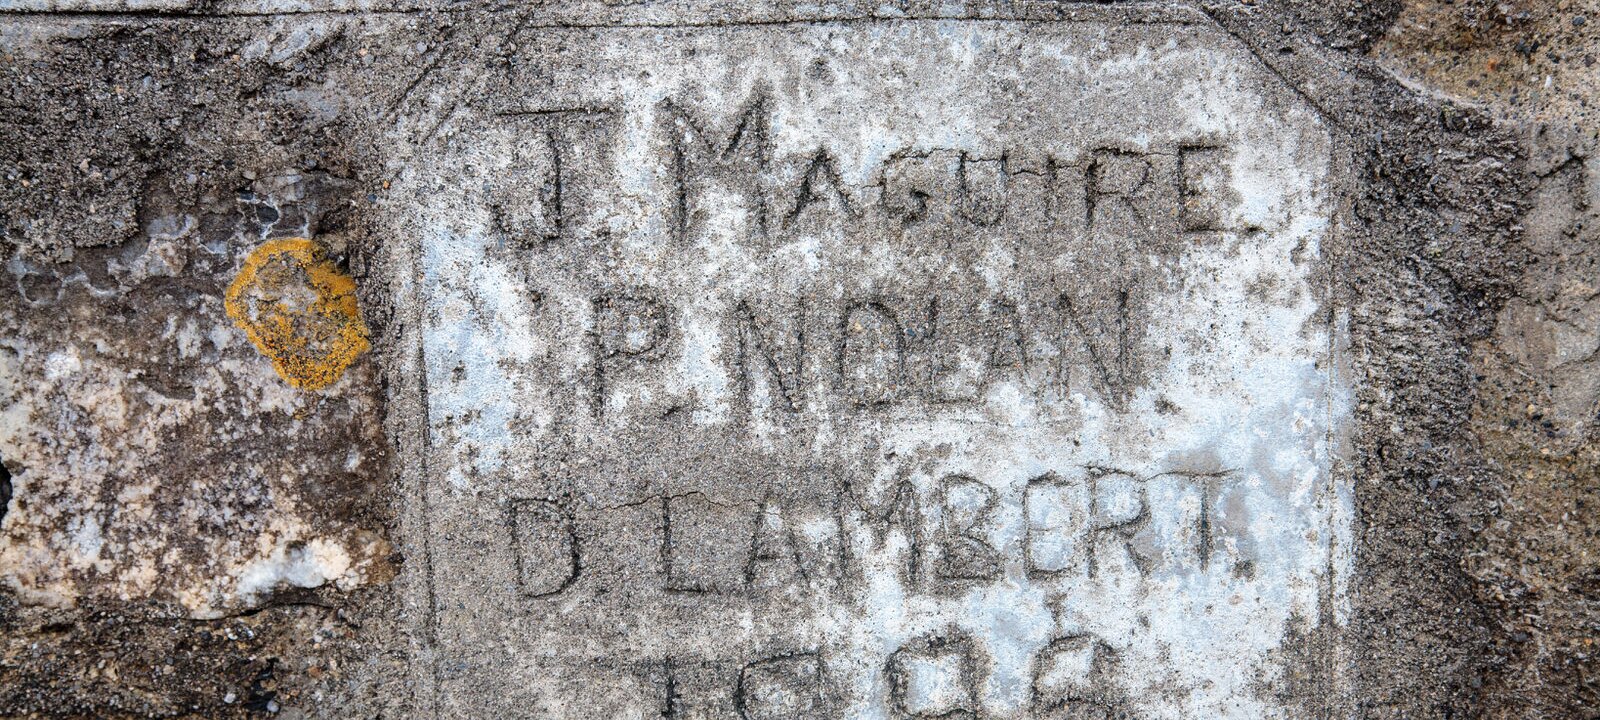 J MAGUIRE
P. NOLAN
D LAMBERT.